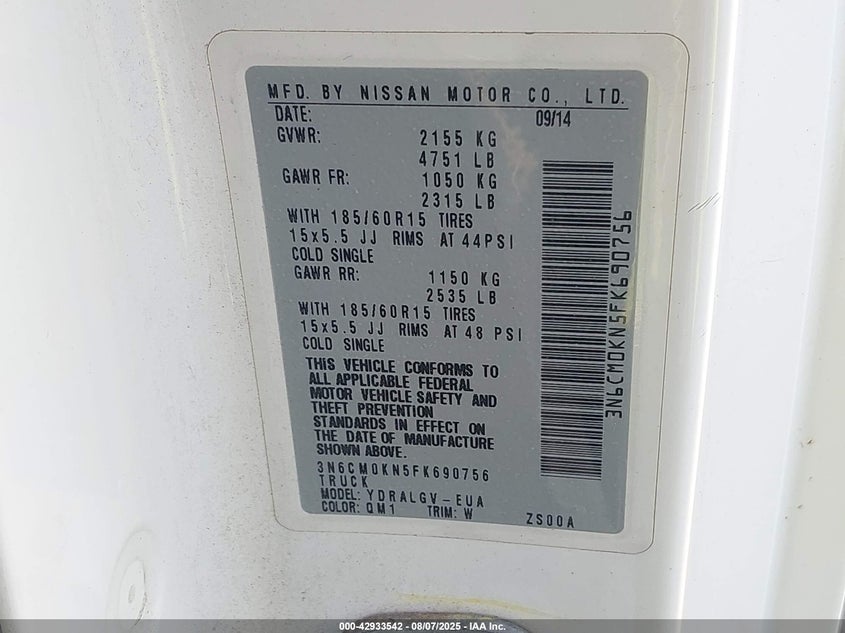 MFD. BY NISSAN MOTOR CO., LTD.
DATE: 09/14
GVWR: 2155 KG
4751 LB
GAWR FR: 1050 KG
2315 LB
WITH 185/60R15 TIRES
15x5.5 JJ RIMS AT 44PSI
COLD SINGLE
GAWR RR: 1150 KG
2535 LB
WITH 185/60R15 TIRES
15x5.5 JJ RIMS AT 48 PSI
COLD SINGLE
THIS VEHICLE CONFORMS TO
ALL APPLICABLE FEDERAL
MOTOR VEHICLE SAFETY AND
THEFT PREVENTION
STANDARDS IN EFFECT ON
THE DATE OF MANUFACTURE
SHOWN ABOVE.
3N6CM0KN5FK690756
TRUCK
MODEL: YDRALGV-EUA
COLOR: QM1 TRIM: W ZS00A
3N6CM0KN5FK690756
000-42933542 - 08/07/2025 - IAA Inc.